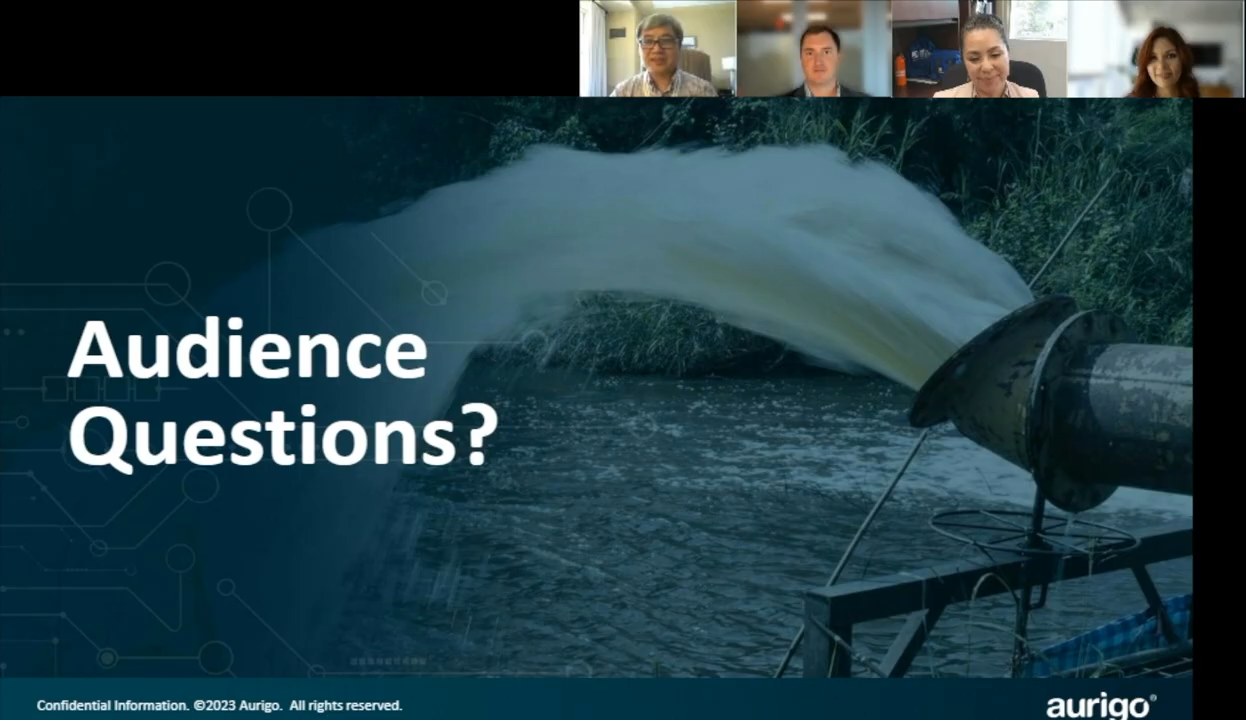 Audience
Questions?
Confidential Information. ©2023 Aurigo. All rights reserved.
aurigo®